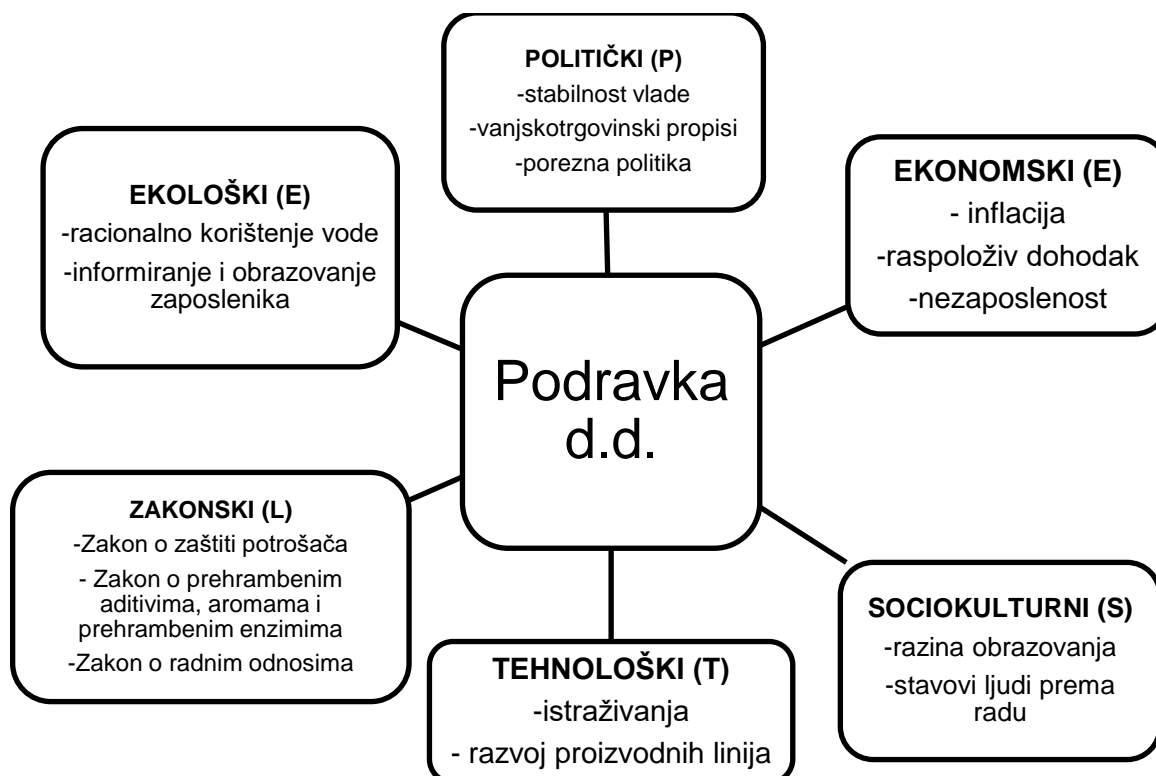 POLITIČKI (P)
-stabilnost vlade
-vanjskotrgovinski propisi
-porezna politika
EKONOMSKI (E)
- inflacija
-raspoloživ dohodak
-nezaposlenost
EKOLOŠKI (E)
-racionalno korištenje vode
-informiranje i obrazovanje
zaposlenika
Podravka
d.d.
ZAKONSKI (L)
-Zakon o zaštiti potrošača
- Zakon o prehrambenim
aditivima, aromama i
prehrambenim enzimima
-Zakon o radnim odnosima
SOCIOKULTURNI (S)
-razina obrazovanja
-stavovi ljudi prema
radu
TEHNOLOŠKI (T)
-istraživanja
- razvoj proizvodnih linija